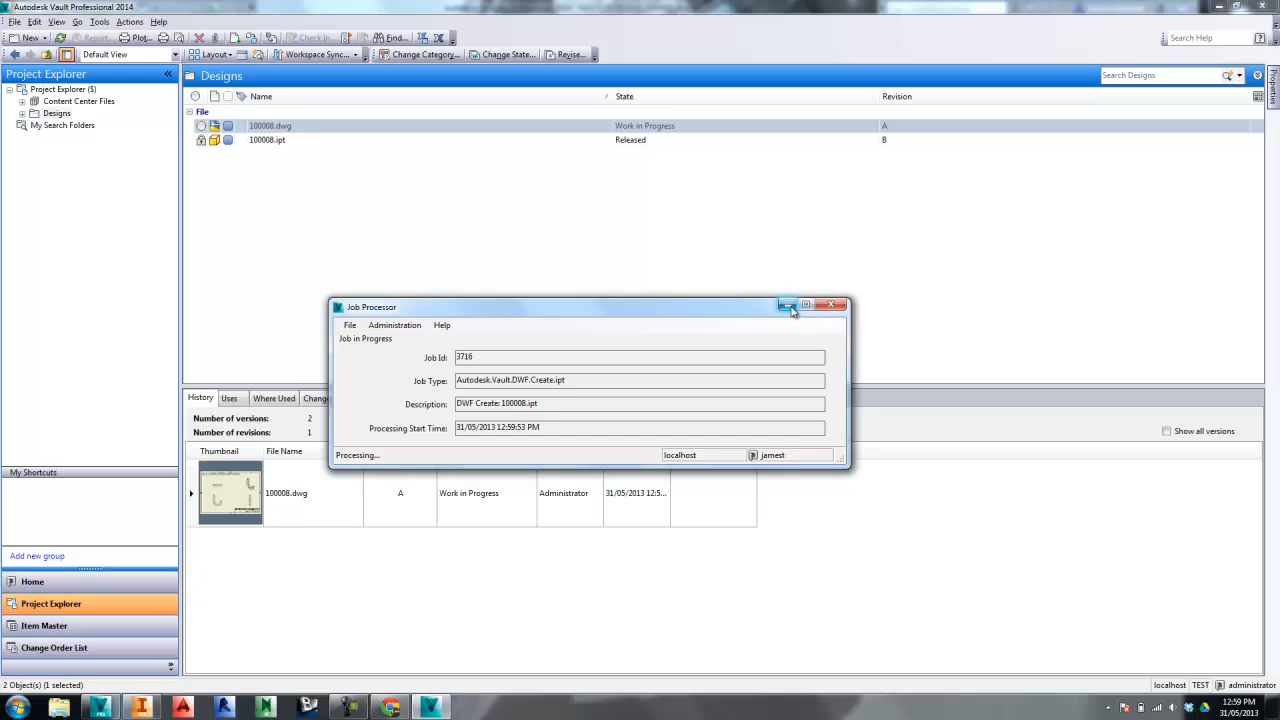 Autodesk Vault Professional 2014
File Edit View Go Tools Actions Help
New Report... Plot... Check In... Find...
Search Help
Default View Layout Workspace Sync... Change Category... Change State... Revise...
Project Explorer
Project Explorer ($)
Content Center Files
Designs
My Search Folders
Designs
Search Designs
Properties
Name State Revision
File
100008.dwg Work in Progress A
100008.ipt Released B
Job Processor
File Administration Help
Job in Progress
Job Id: 3716
Job Type: Autodesk.Vault.DWF.Create.ipt
Description: DWF Create: 100008.ipt
Processing Start Time: 31/05/2013 12:59:53 PM
Processing... localhost jamest
History Uses Where Used
Number of versions: 2
Number of revisions: 1
Show all versions
Thumbnail File Name
100008.dwg A Work in Progress Administrator 31/05/2013 12:5...
My Shortcuts
Add new group
Home
Project Explorer
Item Master
Change Order List
2 Object(s) (1 selected)
localhost TEST administrator
12:59 PM
31/05/2013